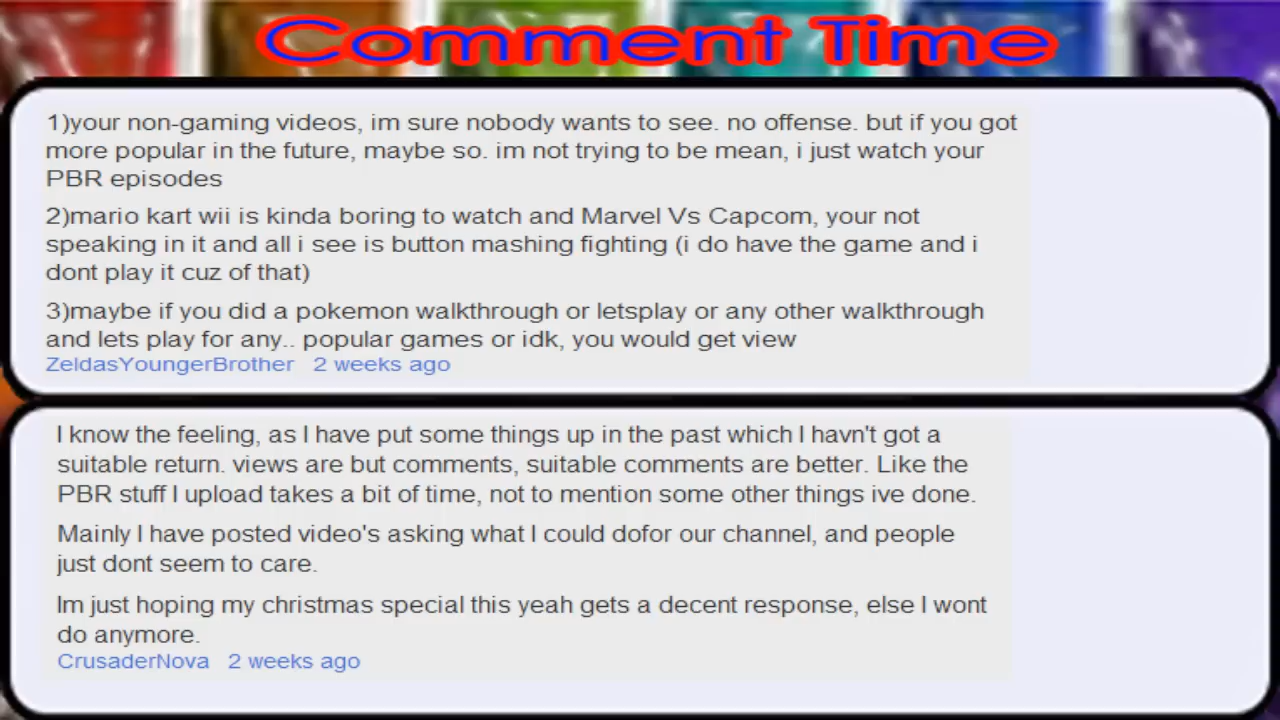 Comment Time
1)your non-gaming videos, im sure nobody wants to see. no offense. but if you got
more popular in the future, maybe so. im not trying to be mean, i just watch your
PBR episodes
2)mario kart wii is kinda boring to watch and Marvel Vs Capcom, your not
speaking in it and all i see is button mashing fighting (i do have the game and i
dont play it cuz of that)
3)maybe if you did a pokemon walkthrough or letsplay or any other walkthrough
and lets play for any.. popular games or idk, you would get view
ZeldasYoungerBrother 2 weeks ago
I know the feeling, as I have put some things up in the past which I havn't got a
suitable return. views are but comments, suitable comments are better. Like the
PBR stuff I upload takes a bit of time, not to mention some other things ive done.
Mainly I have posted video's asking what I could dofor our channel, and people
just dont seem to care.
Im just hoping my christmas special this yeah gets a decent response, else I wont
do anymore.
CrusaderNova 2 weeks ago